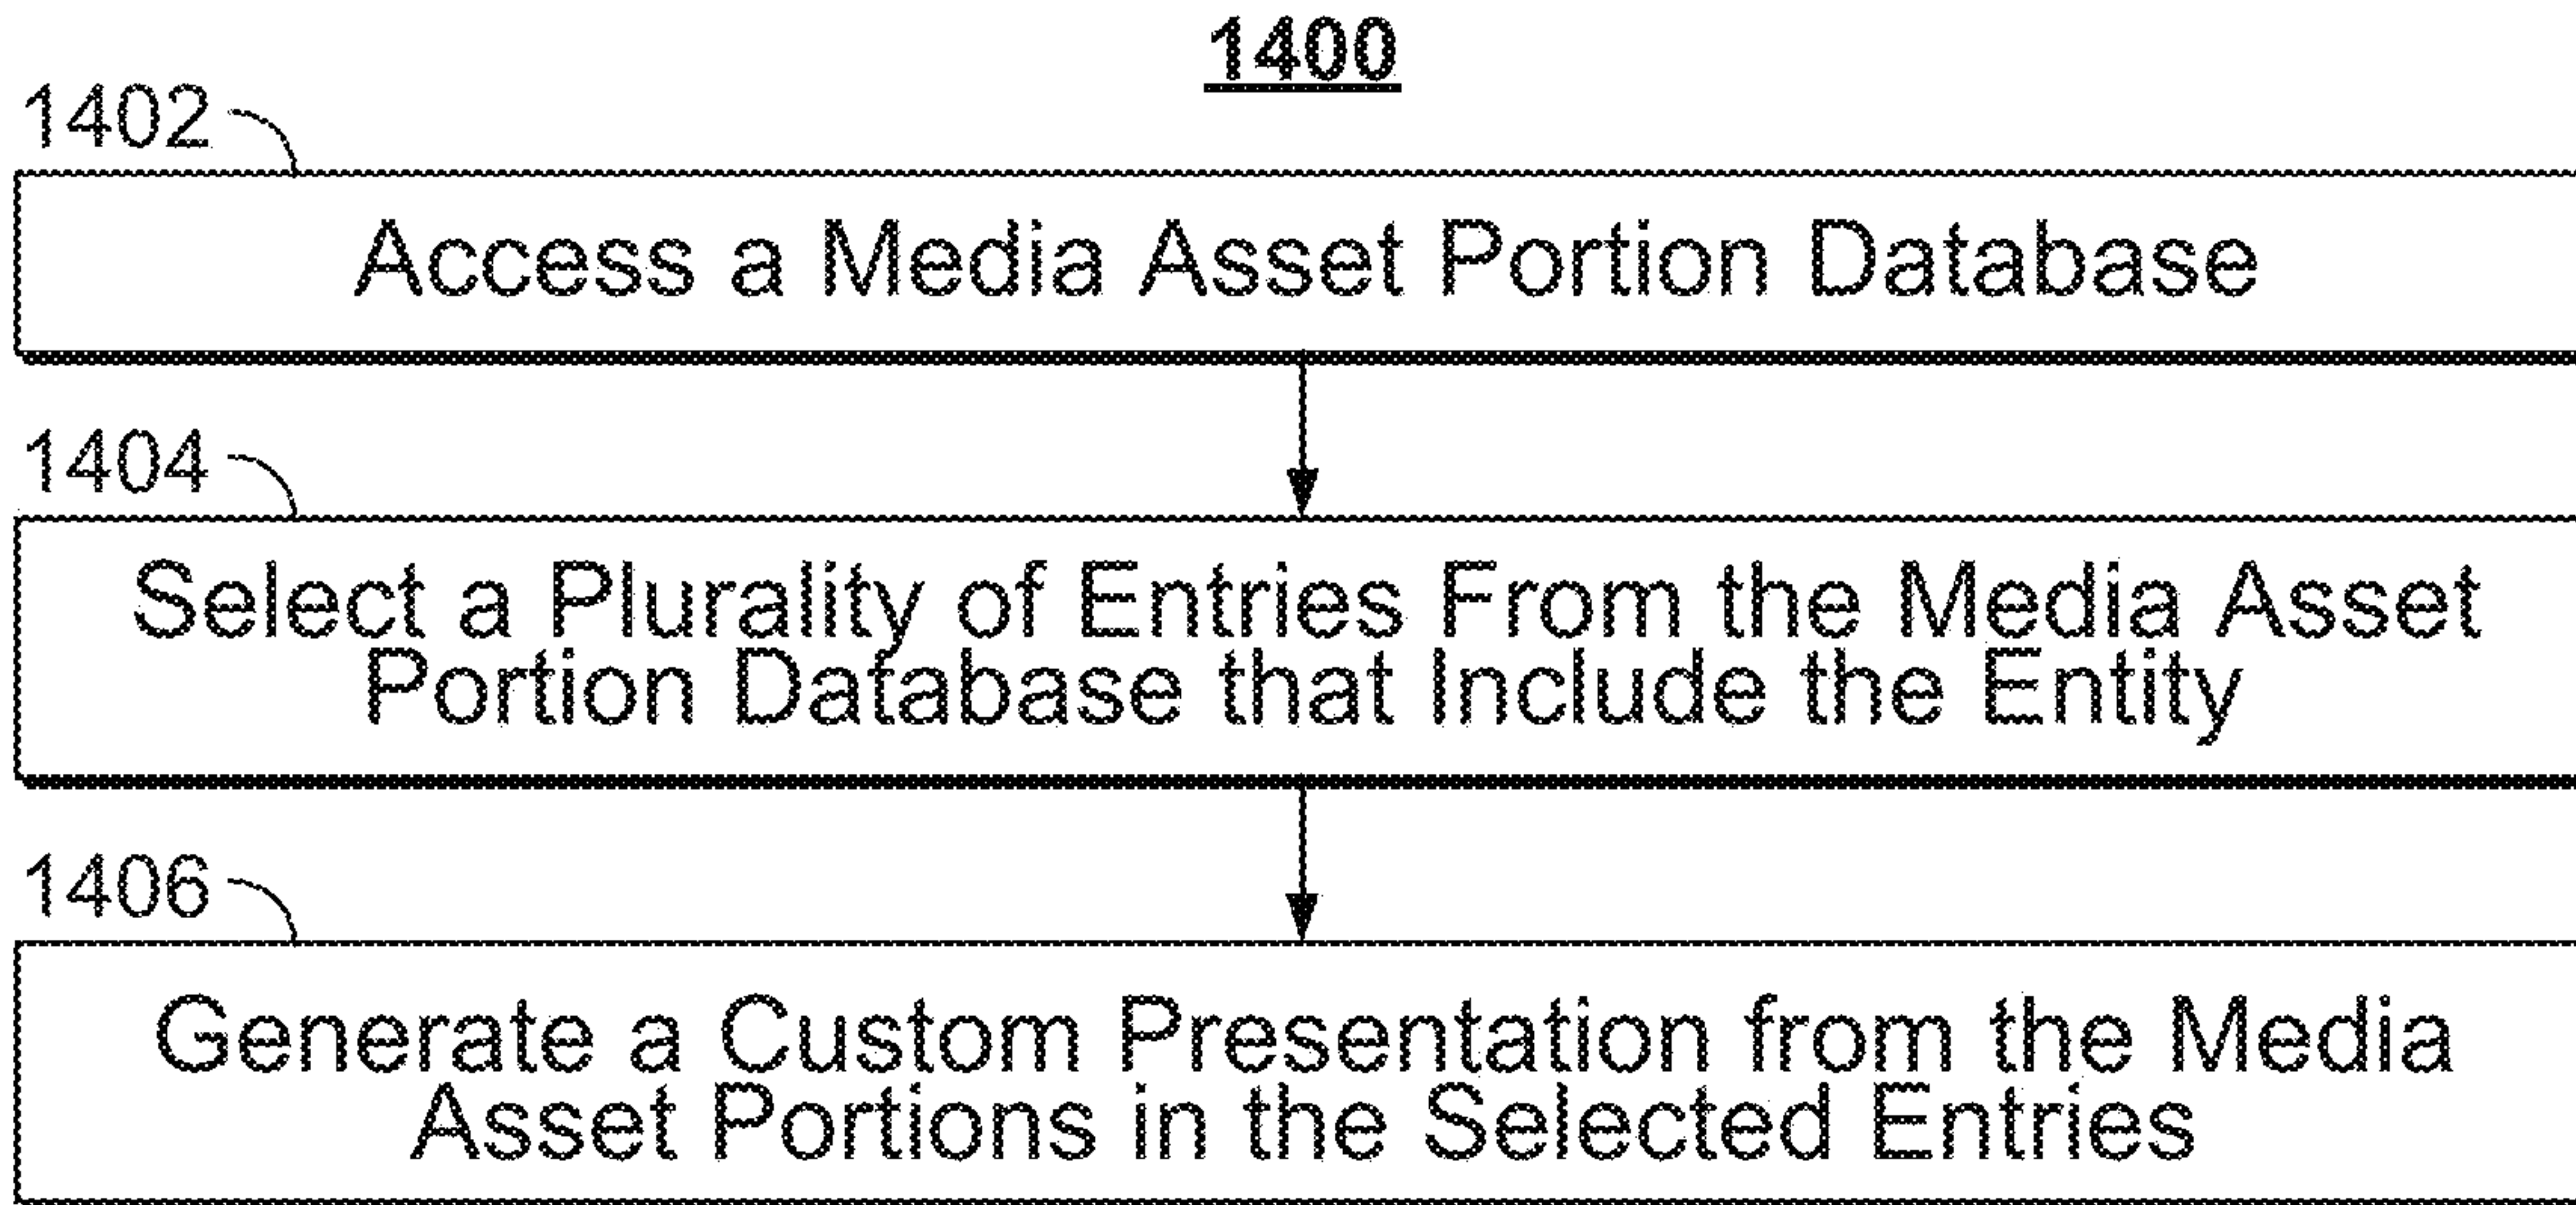 1400
1402
Access a Media Asset Portion Database
1404
Select a Plurality of Entries From the Media Asset
Portion Database that Include the Entity
1406
Generate a Custom Presentation from the Media
Asset Portions in the Selected Entries